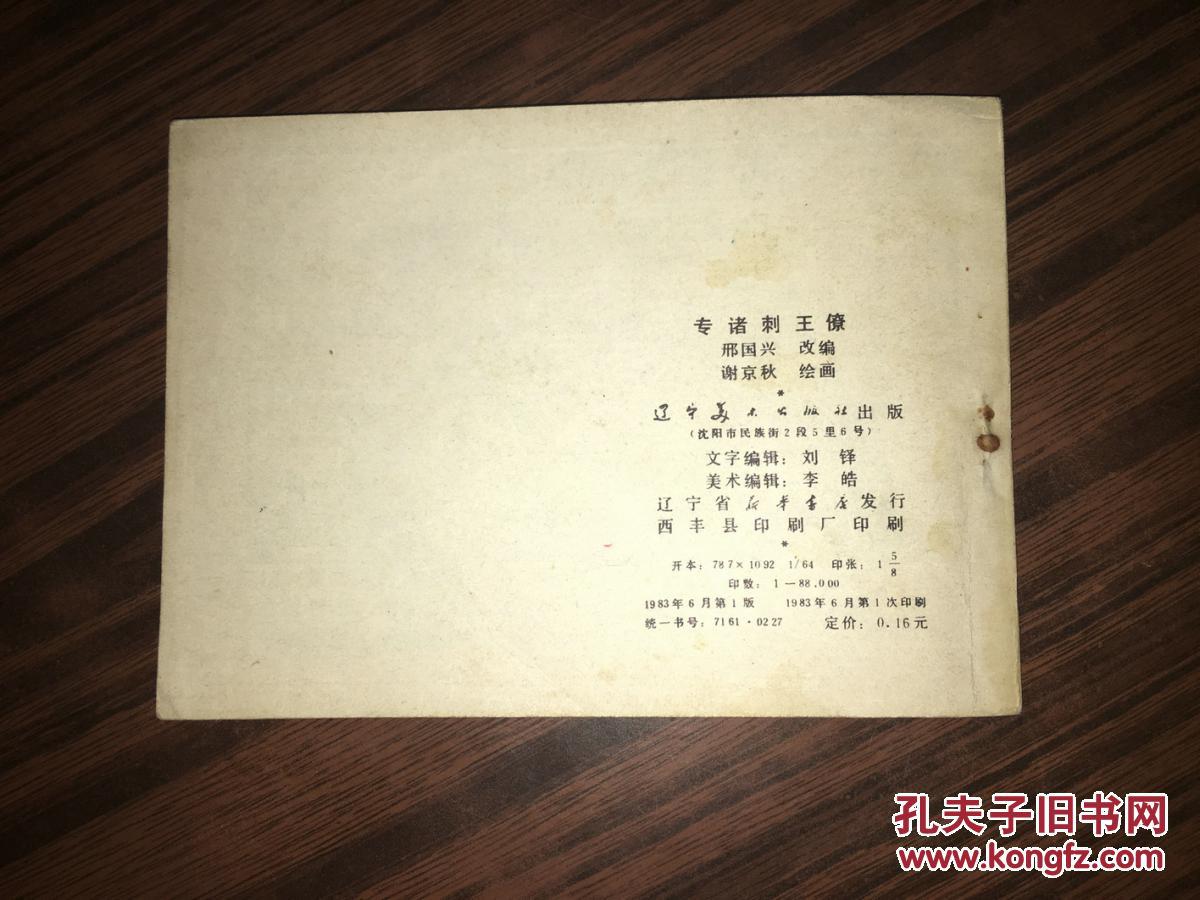 专诸刺王僚
邢国兴 改编
谢京秋 绘画
*
辽宁美术出版社出版
(沈阳市民族街2段5里6号)
文字编辑：刘铎
美术编辑：李皓
辽宁省新华书店发行
西丰县印刷厂印刷
*
开本：787×1092 1/64 印张：1 5/8
印数：1—88,000
1983年6月第1版 1983年6月第1次印刷
统一书号：7161·0227 定价：0.16元
孔夫子旧书网
www.kongfz.com